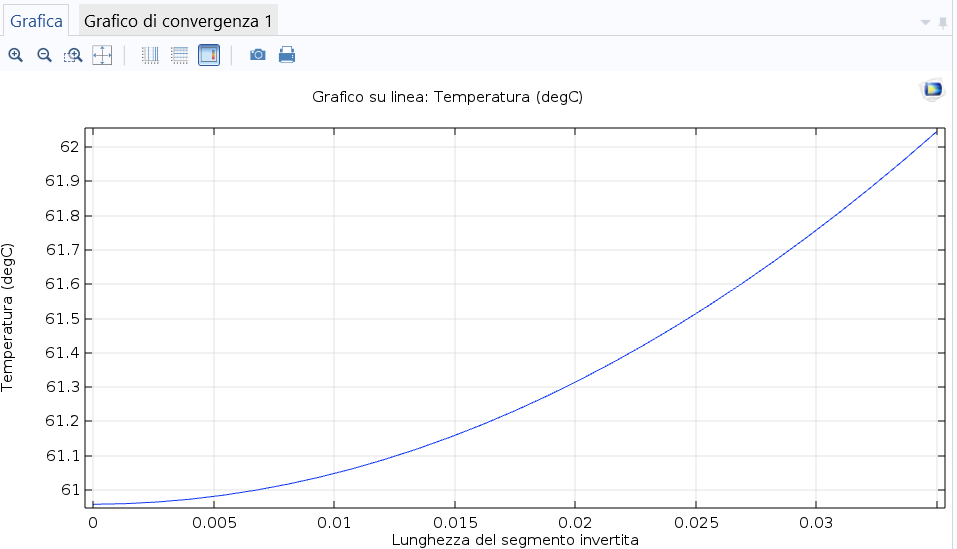 Grafica Grafico di convergenza 1
Grafico su linea: Temperatura (degC)
62
61.9
61.8
61.7
61.6
61.5
61.4
61.3
61.2
61.1
61
Temperatura (degC)
0 0.005 0.01 0.015 0.02 0.025 0.03
Lunghezza del segmento invertita